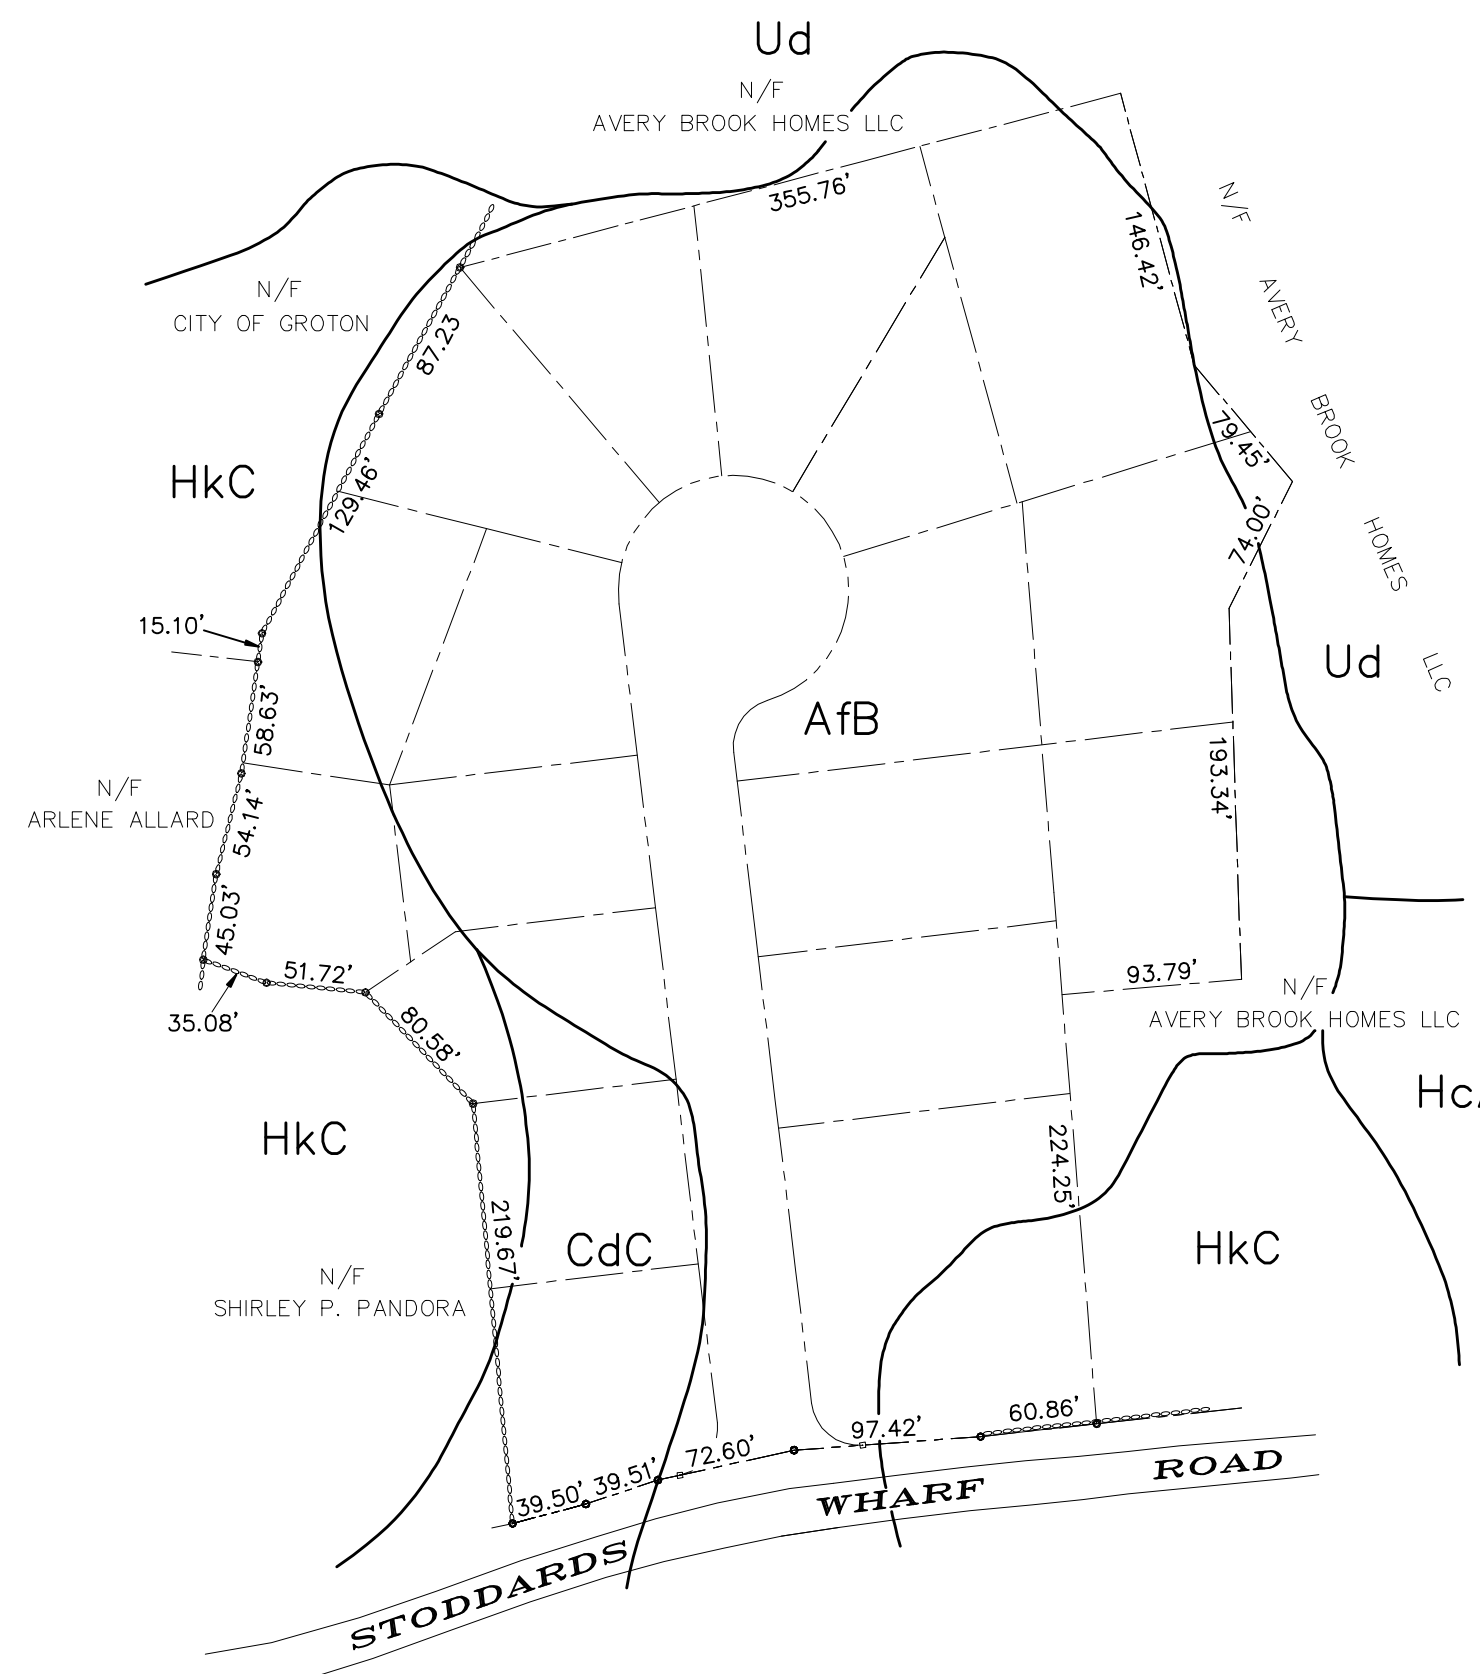 Ud
N/F
AVERY BROOK HOMES LLC
355.76'
146.42'
N/F AVERY BROOK HOMES LLC
N/F
CITY OF GROTON
87.23
HkC
129.46'
79.45'
74.00'
15.10'
58.63'
AfB
Ud
193.34'
N/F
ARLENE ALLARD
54.14'
45.03'
51.72'
35.08'
80.58'
93.79'
N/F
AVERY BROOK HOMES LLC
HkC
224.25'
219.67'
CdC
HkC
N/F
SHIRLEY P. PANDORA
60.86'
97.42'
72.60'
39.51'
39.50'
STODDARDS WHARF ROAD